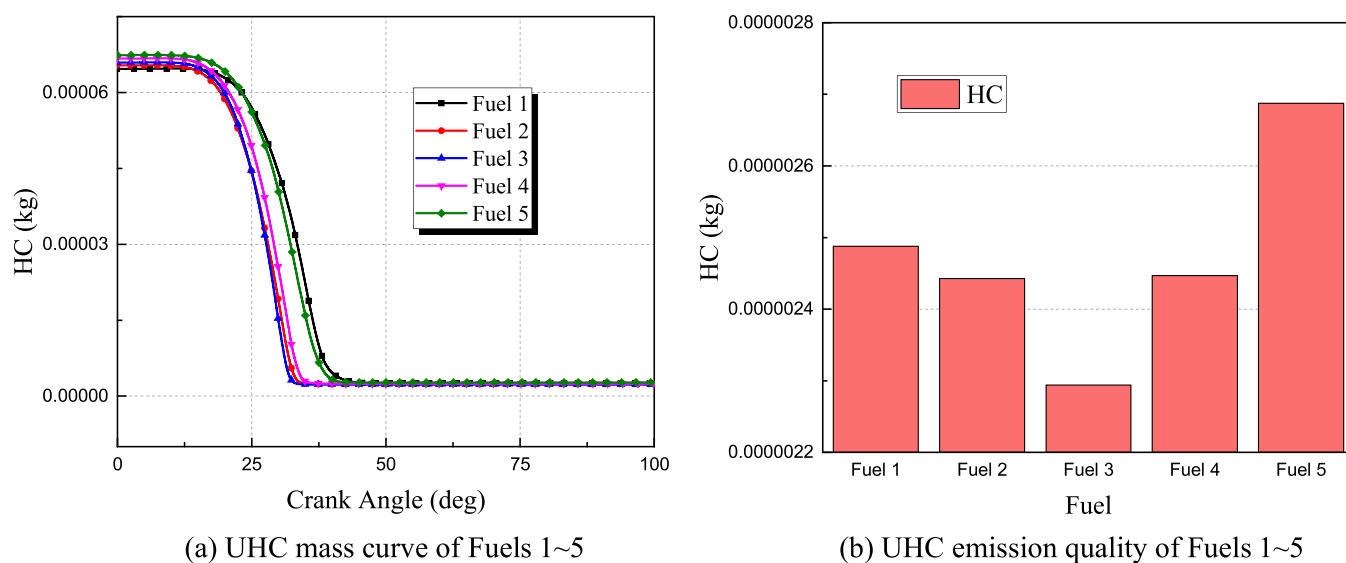 0.00006
0.00003
0.00000
HC (kg)
0
25
50
75
100
Crank Angle (deg)
Fuel 1
Fuel 2
Fuel 3
Fuel 4
Fuel 5
(a) UHC mass curve of Fuels 1~5
0.0000028
0.0000026
0.0000024
0.0000022
HC (kg)
HC
Fuel 1
Fuel 2
Fuel 3
Fuel 4
Fuel 5
Fuel
(b) UHC emission quality of Fuels 1~5